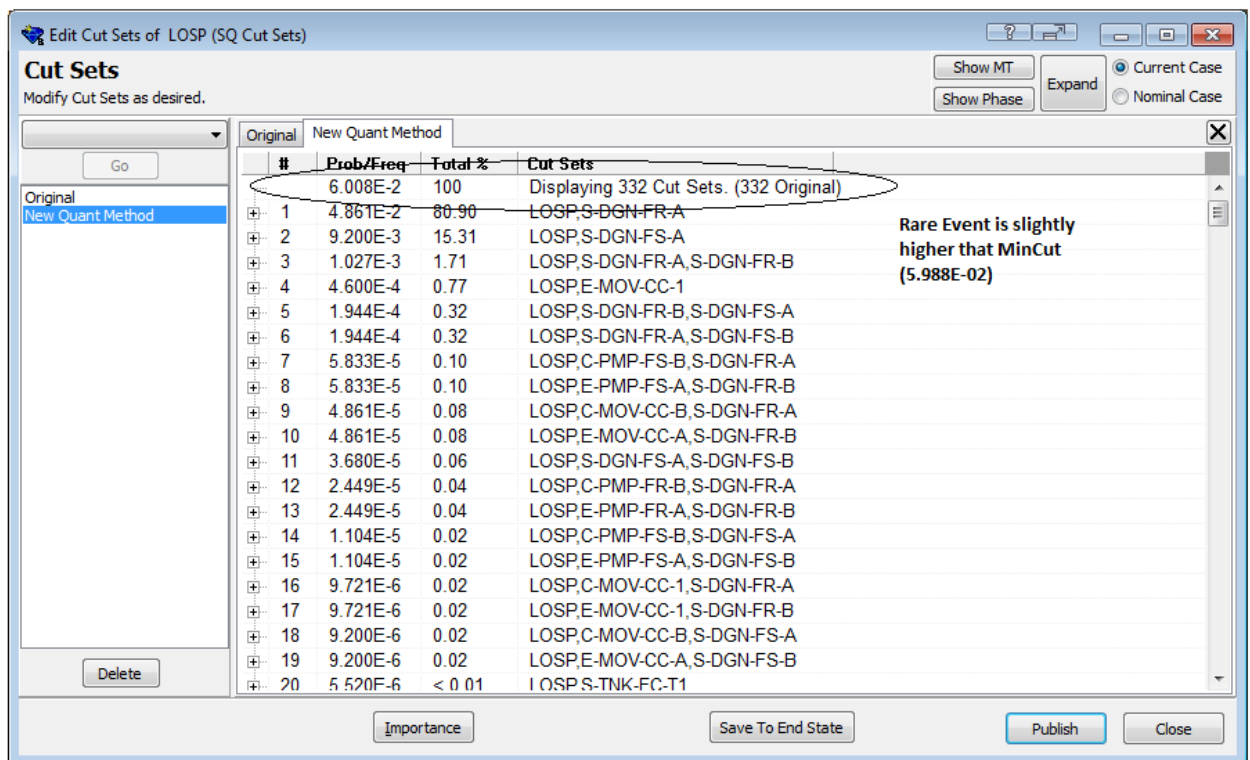 Edit Cut Sets of LOSP (SQ Cut Sets)
Cut Sets
Modify Cut Sets as desired.
Show MT
Show Phase
Expand
Current Case
Nominal Case
Go
Original
New Quant Method
Delete
Original New Quant Method
# Prob/Freq Total % Cut Sets
6.008E-2 100 Displaying 332 Cut Sets. (332 Original)
1 4.861E-2 80.90 LOSP,S-DGN-FR-A
2 9.200E-3 15.31 LOSP,S-DGN-FS-A
3 1.027E-3 1.71 LOSP,S-DGN-FR-A,S-DGN-FR-B
4 4.600E-4 0.77 LOSP,E-MOV-CC-1
5 1.944E-4 0.32 LOSP,S-DGN-FR-B,S-DGN-FS-A
6 1.944E-4 0.32 LOSP,S-DGN-FR-A,S-DGN-FS-B
7 5.833E-5 0.10 LOSP,C-PMP-FS-B,S-DGN-FR-A
8 5.833E-5 0.10 LOSP,E-PMP-FS-A,S-DGN-FR-B
9 4.861E-5 0.08 LOSP,C-MOV-CC-B,S-DGN-FR-A
10 4.861E-5 0.08 LOSP,E-MOV-CC-A,S-DGN-FR-B
11 3.680E-5 0.06 LOSP,S-DGN-FS-A,S-DGN-FS-B
12 2.449E-5 0.04 LOSP,C-PMP-FR-B,S-DGN-FR-A
13 2.449E-5 0.04 LOSP,E-PMP-FR-A,S-DGN-FR-B
14 1.104E-5 0.02 LOSP,C-PMP-FS-B,S-DGN-FS-A
15 1.104E-5 0.02 LOSP,E-PMP-FS-A,S-DGN-FS-B
16 9.721E-6 0.02 LOSP,C-MOV-CC-1,S-DGN-FR-A
17 9.721E-6 0.02 LOSP,E-MOV-CC-1,S-DGN-FR-B
18 9.200E-6 0.02 LOSP,C-MOV-CC-B,S-DGN-FS-A
19 9.200E-6 0.02 LOSP,E-MOV-CC-A,S-DGN-FS-B
20 5.520E-6 < 0.01 LOSP,S-TNK-FC-T1
Rare Event is slightly
higher that MinCut
(5.988E-02)
Importance
Save To End State
Publish
Close